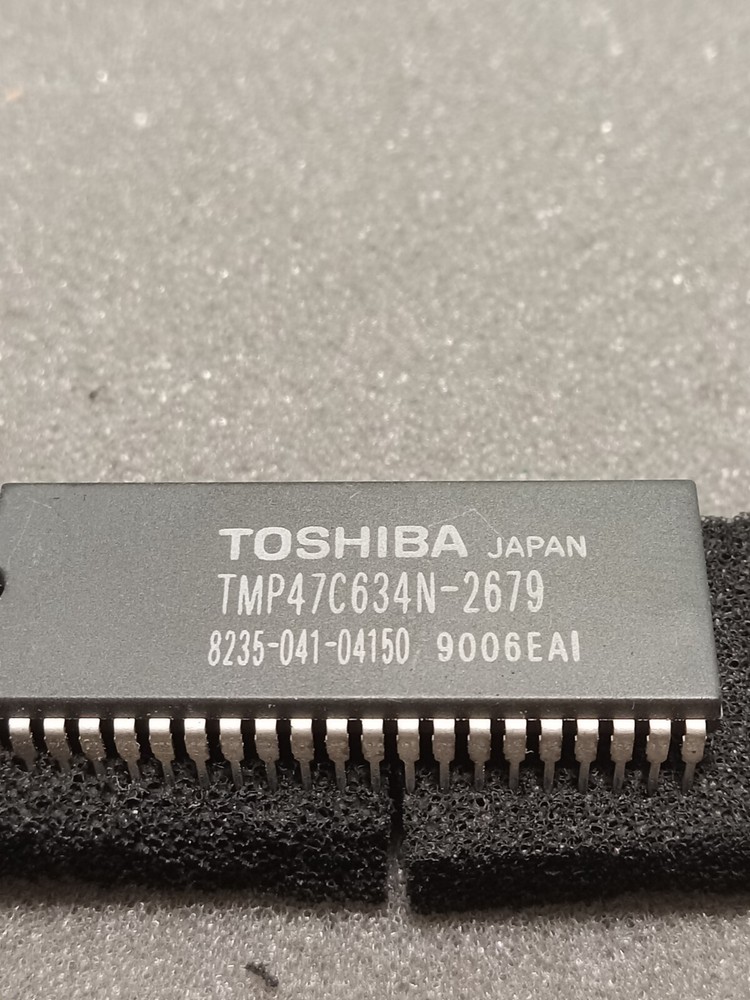 TOSHIBA JAPAN
TMP47C634N-2679
8235-041-04150 9006EAI